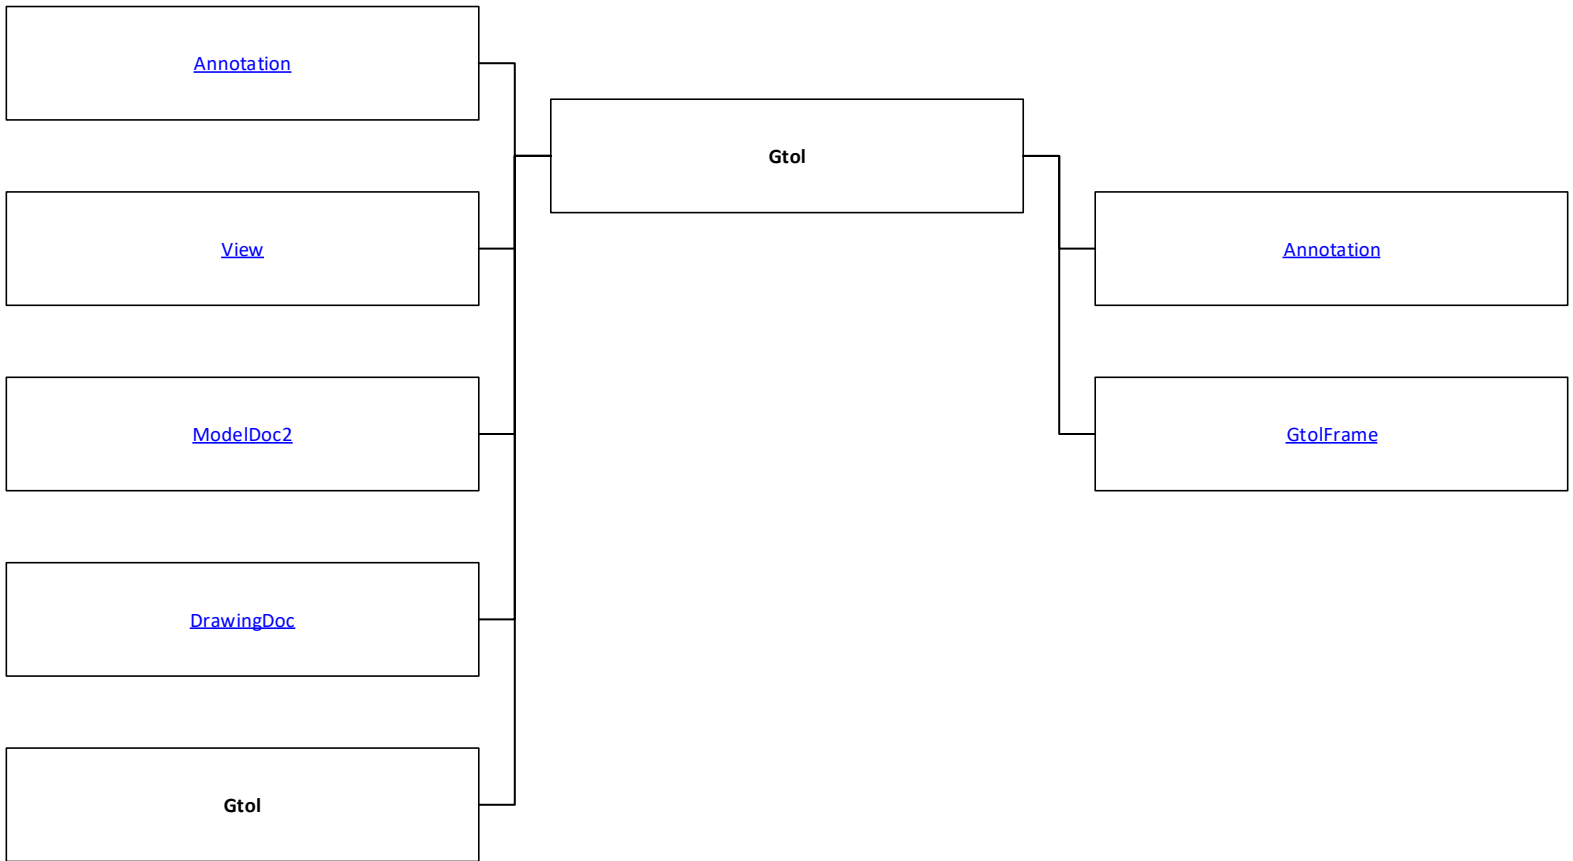 Annotation
View
ModelDoc2
DrawingDoc
Gtol
Gtol
Annotation
GtolFrame